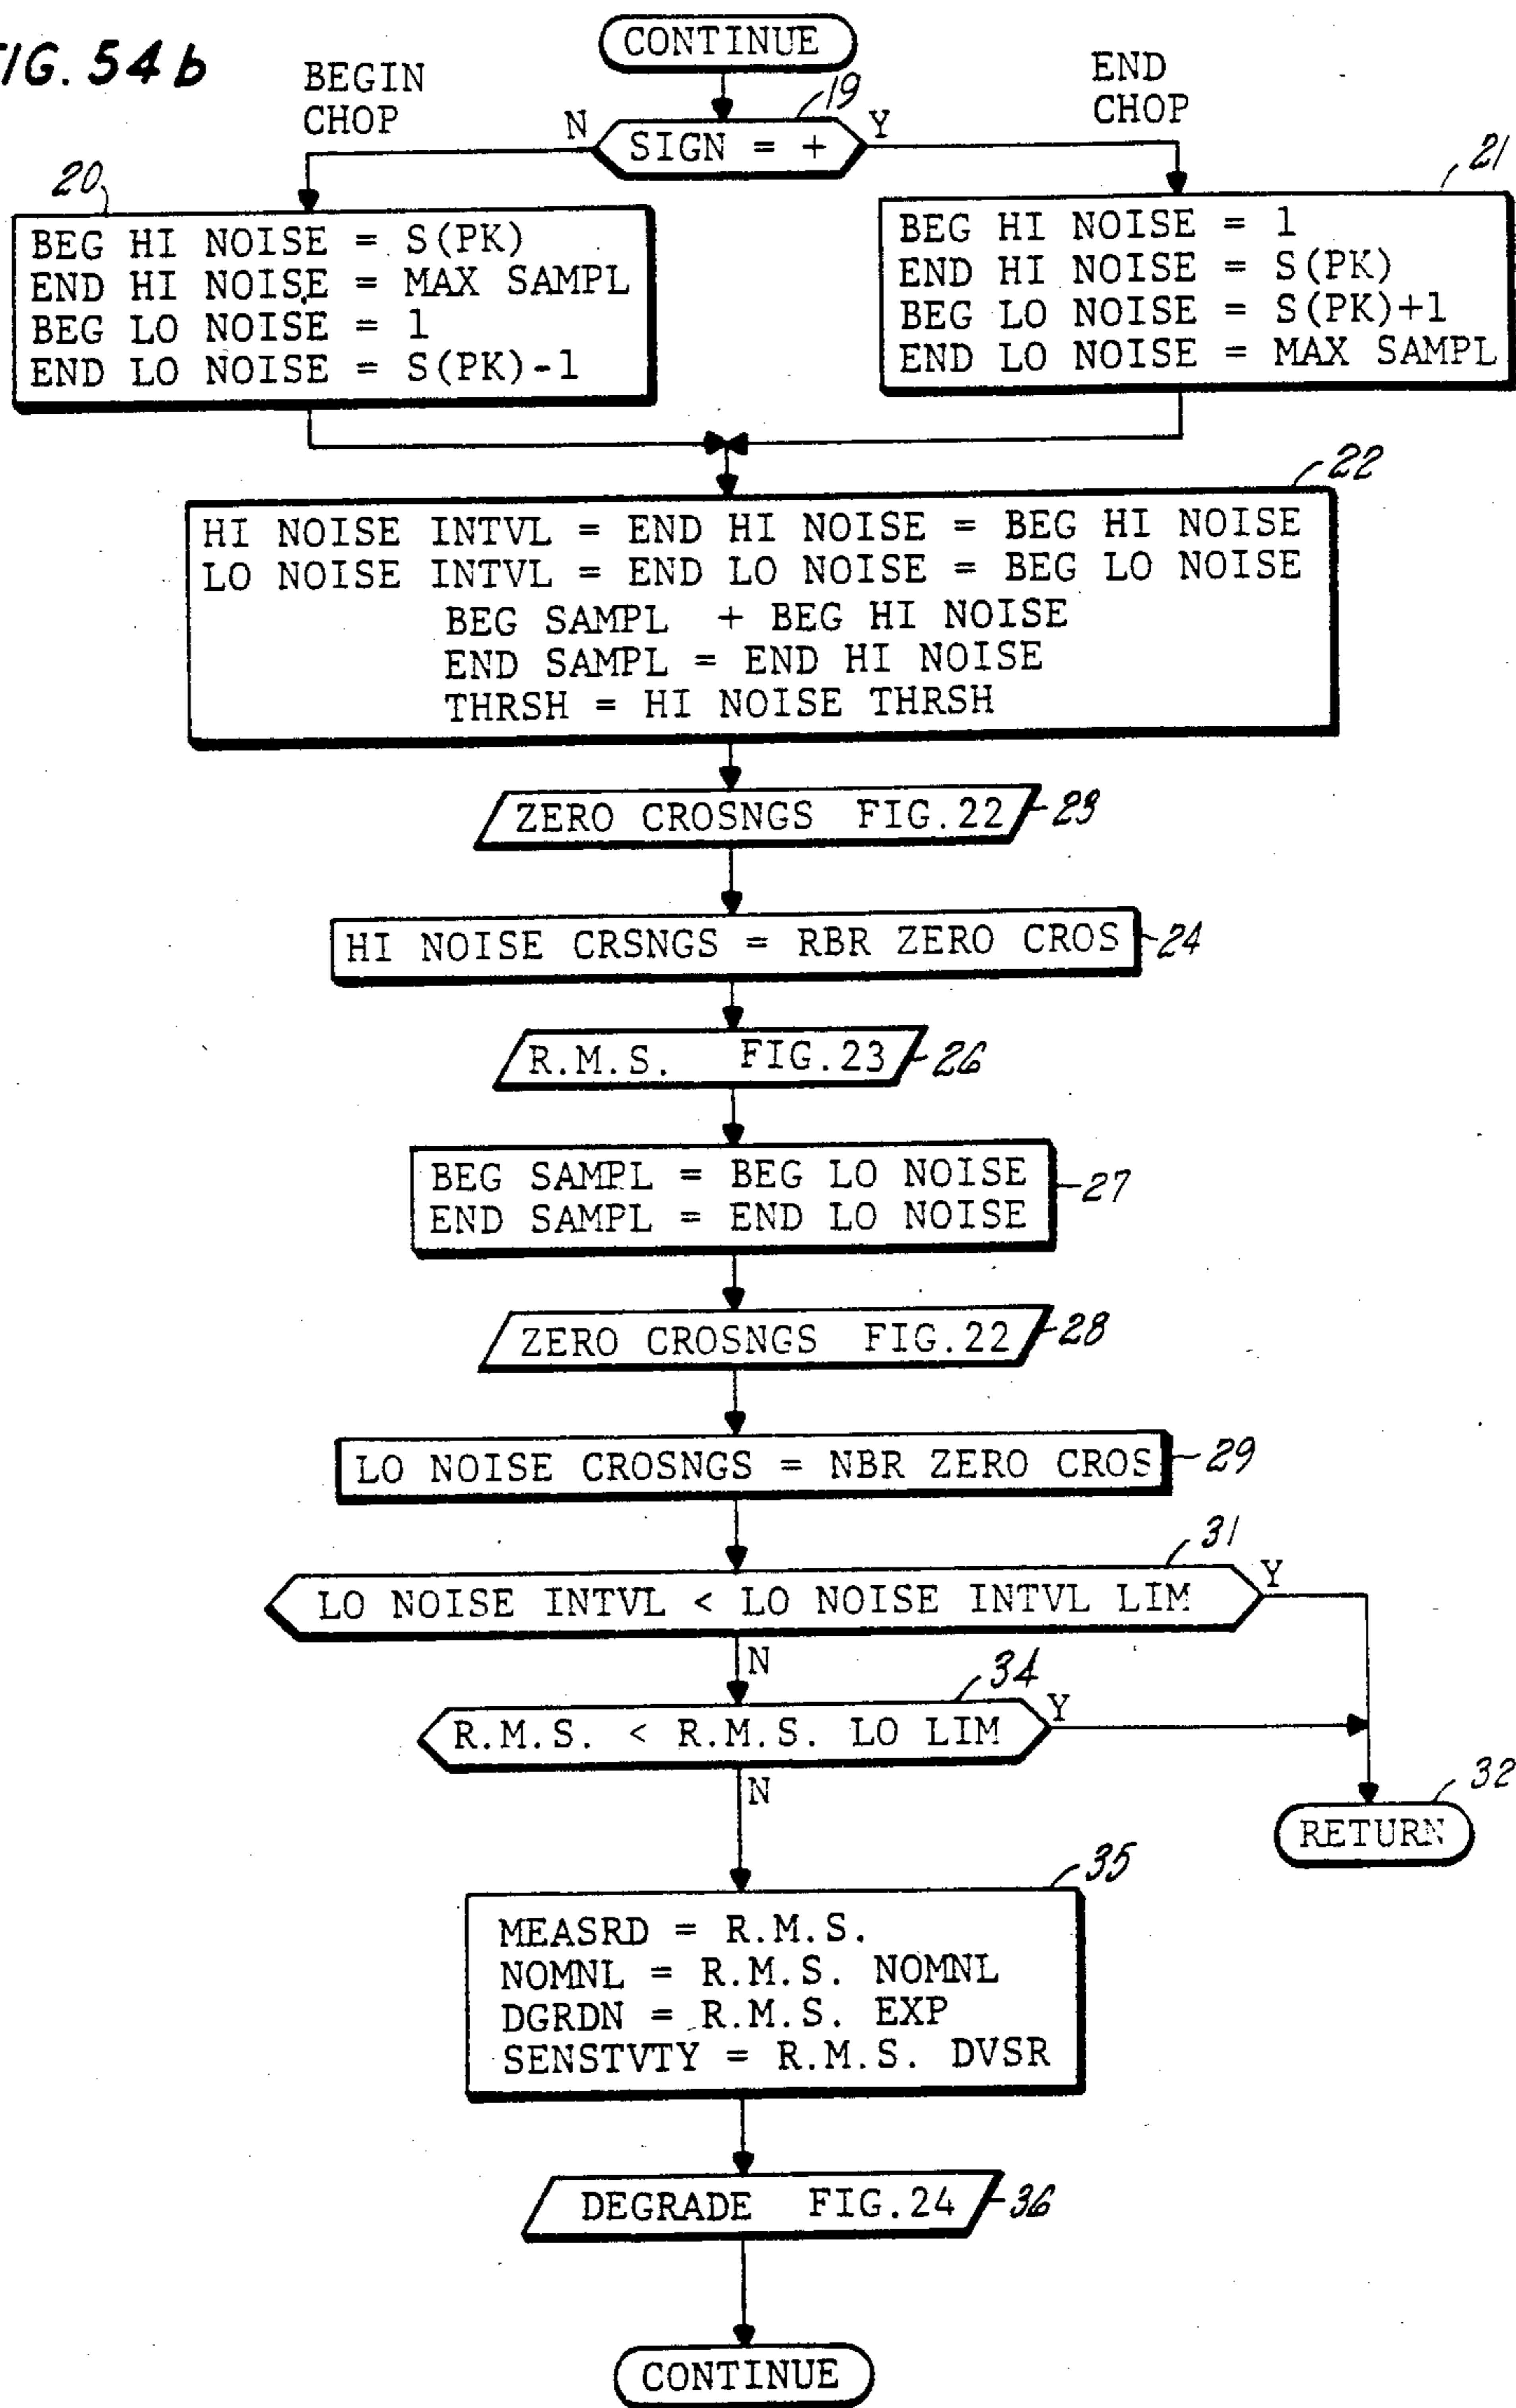 FIG. 54b
CONTINUE
BEGIN
CHOP
END
CHOP
19
N
SIGN = +
Y
20
BEG HI NOISE = S(PK)
END HI NOISE = MAX SAMPL
BEG LO NOISE = 1
END LO NOISE = S(PK)-1
21
BEG HI NOISE = 1
END HI NOISE = S(PK)
BEG LO NOISE = S(PK)+1
END LO NOISE = MAX SAMPL
22
HI NOISE INTVL = END HI NOISE = BEG HI NOISE
LO NOISE INTVL = END LO NOISE = BEG LO NOISE
BEG SAMPL + BEG HI NOISE
END SAMPL = END HI NOISE
THRSH = HI NOISE THRSH
ZERO CROSNGS FIG.22
23
HI NOISE CRSNGS = RBR ZERO CROS
24
R.M.S. FIG.23
26
BEG SAMPL = BEG LO NOISE
END SAMPL = END LO NOISE
27
ZERO CROSNGS FIG.22
28
LO NOISE CROSNGS = NBR ZERO CROS
29
31
LO NOISE INTVL < LO NOISE INTVL LIM
Y
N
34
R.M.S. < R.M.S. LO LIM
Y
N
32
RETURN
35
MEASRD = R.M.S.
NOMNL = R.M.S. NOMNL
DGRDN = R.M.S. EXP
SENSTVTY = R.M.S. DVSR
DEGRADE FIG.24
36
CONTINUE